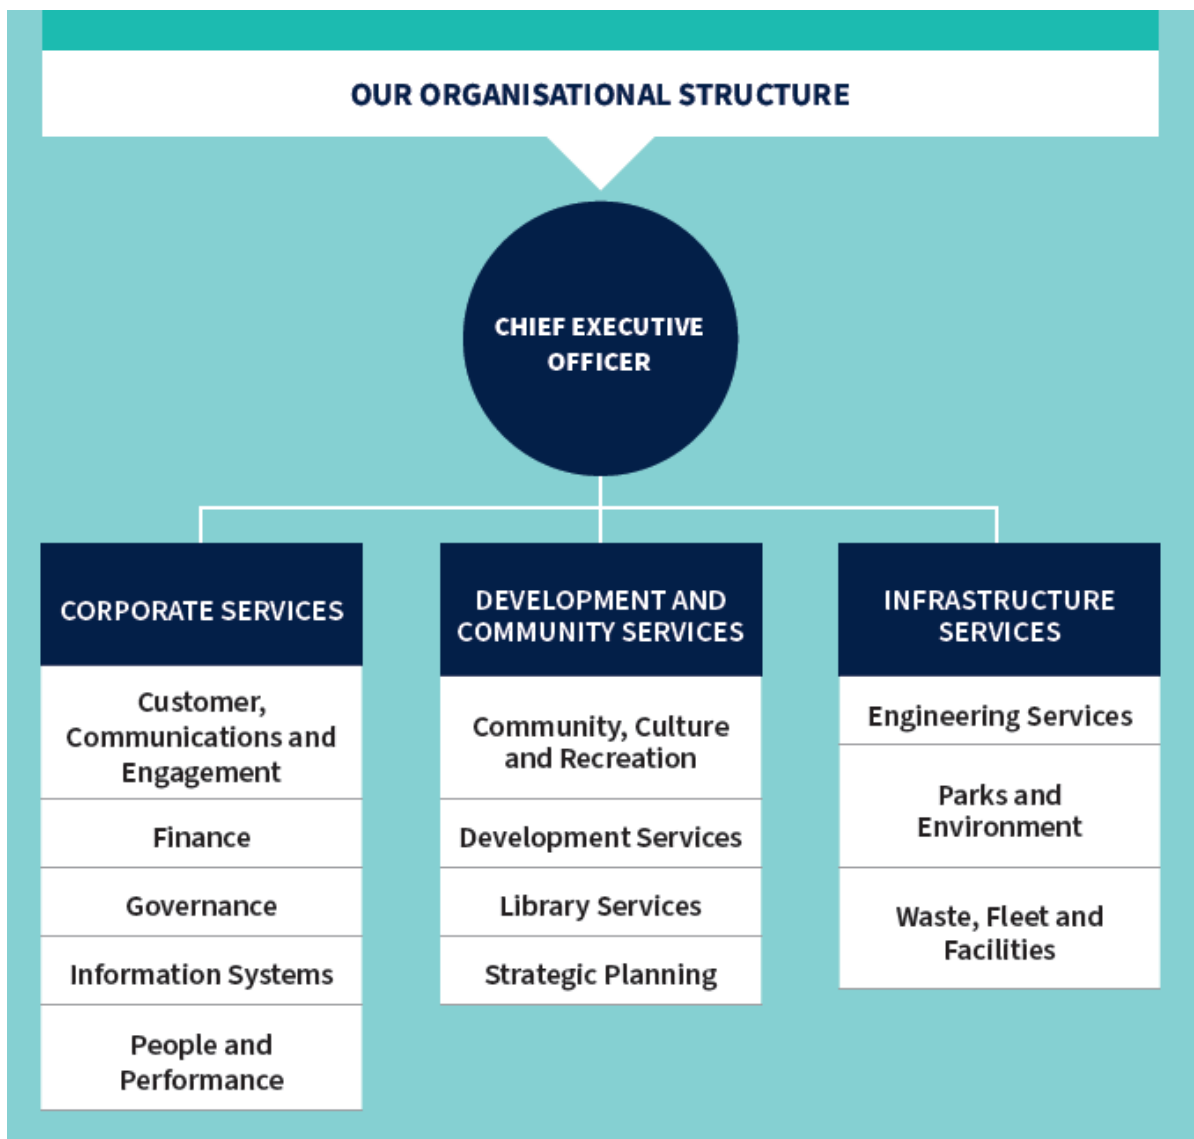 OUR ORGANISATIONAL STRUCTURE
CHIEF EXECUTIVE
OFFICER
CORPORATE SERVICES
Customer,
Communications and
Engagement
Finance
Governance
Information Systems
People and
Performance
DEVELOPMENT AND
COMMUNITY SERVICES
Community, Culture
and Recreation
Development Services
Library Services
Strategic Planning
INFRASTRUCTURE
SERVICES
Engineering Services
Parks and
Environment
Waste, Fleet and
Facilities